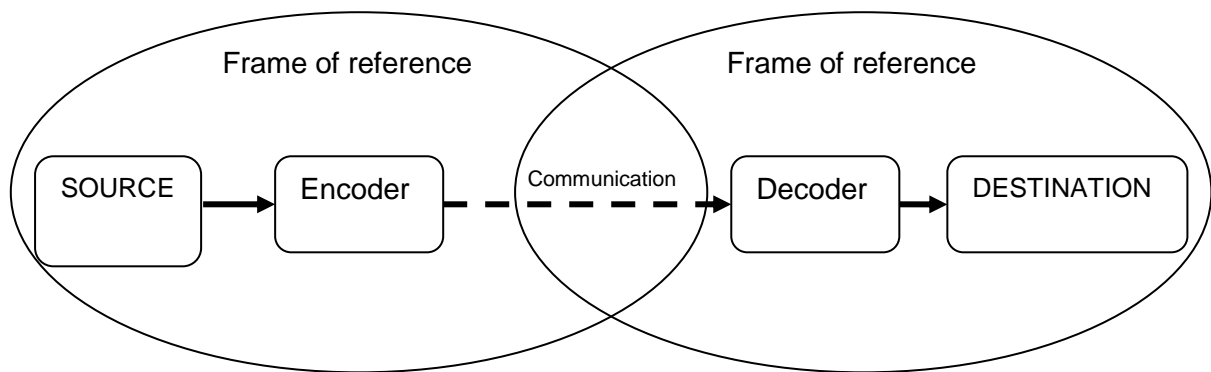 Frame of reference
Frame of reference
SOURCE
Encoder
Communication
Decoder
DESTINATION